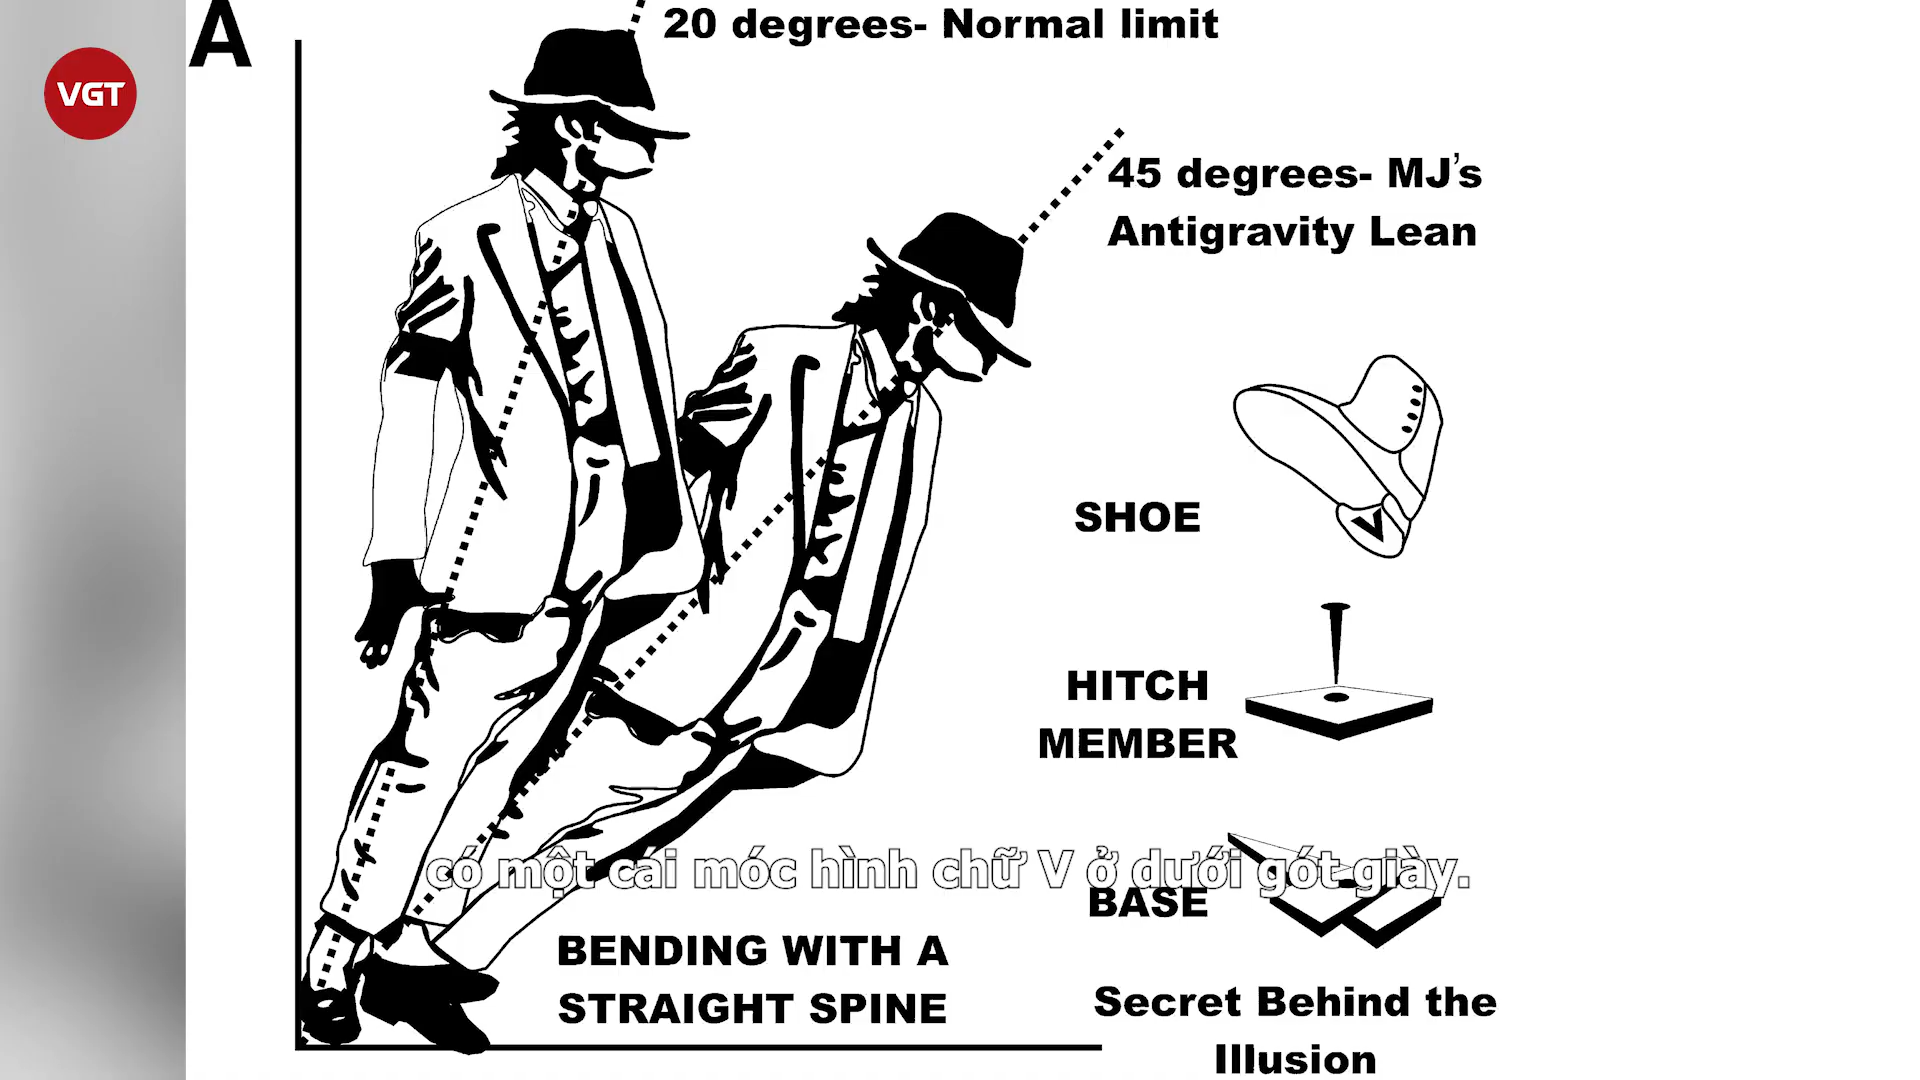 A
VGT
20 degrees- Normal limit
45 degrees- MJ's
Antigravity Lean
SHOE
V
HITCH
MEMBER
có một cái móc hình chữ V ở dưới gót giày.
BASE
BENDING WITH A
STRAIGHT SPINE
Secret Behind the
Illusion